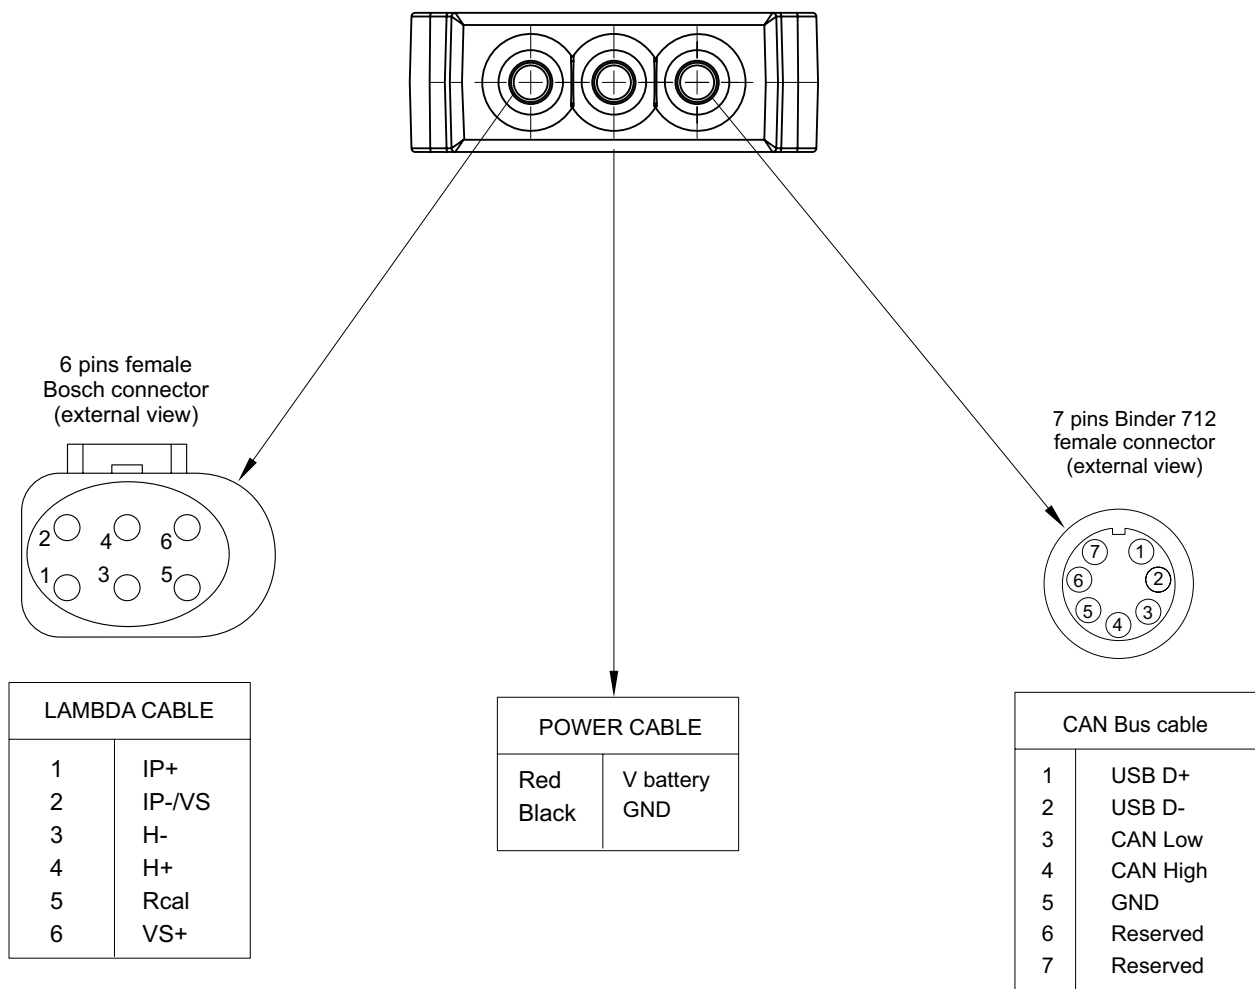 6 pins female
Bosch connector
(external view)
2 4 6
1 3 5
LAMBDA CABLE
1 IP+
2 IP-/VS
3 H-
4 H+
5 Rcal
6 VS+
POWER CABLE
Red V battery
Black GND
7 pins Binder 712
female connector
(external view)
7 1
6 2
5 3
4
CAN Bus cable
1 USB D+
2 USB D-
3 CAN Low
4 CAN High
5 GND
6 Reserved
7 Reserved